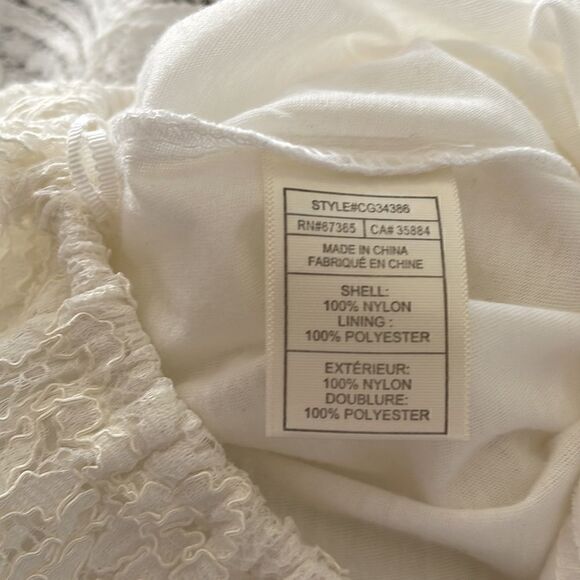 STYLE#CG34386
RN#67365 CA# 35884
MADE IN CHINA
FABRIQUÉ EN CHINE
SHELL:
100% NYLON
LINING :
100% POLYESTER
EXTÉRIEUR:
100% NYLON
DOUBLURE:
100% POLYESTER